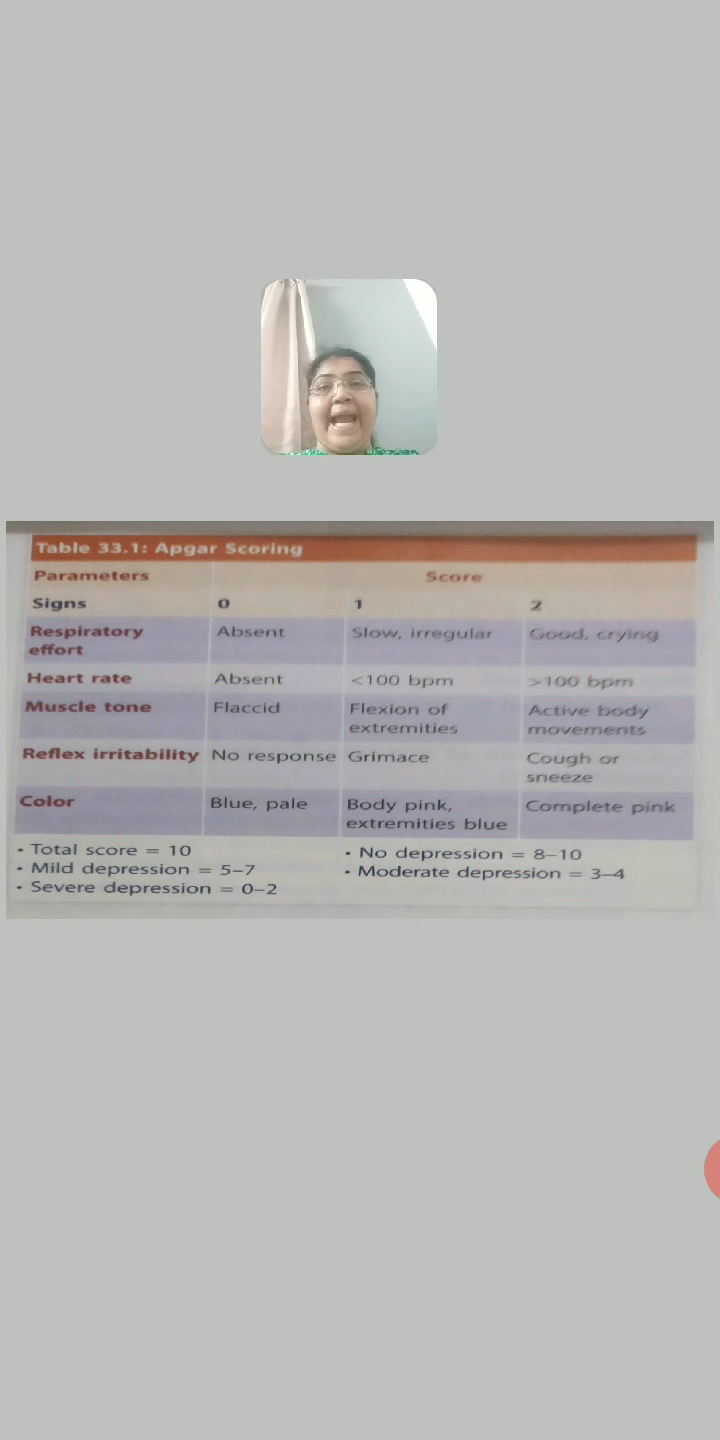 Table 33.1: Apgar Scoring
Parameters Score
Signs 0 1 2
Respiratory effort Absent Slow, irregular Good, crying
Heart rate Absent <100 bpm >100 bpm
Muscle tone Flaccid Flexion of extremities Active body movements
Reflex irritability No response Grimace Cough or sneeze
Color Blue, pale Body pink, extremities blue Complete pink
• Total score = 10
• Mild depression = 5–7
• Severe depression = 0–2
• No depression = 8–10
• Moderate depression = 3–4